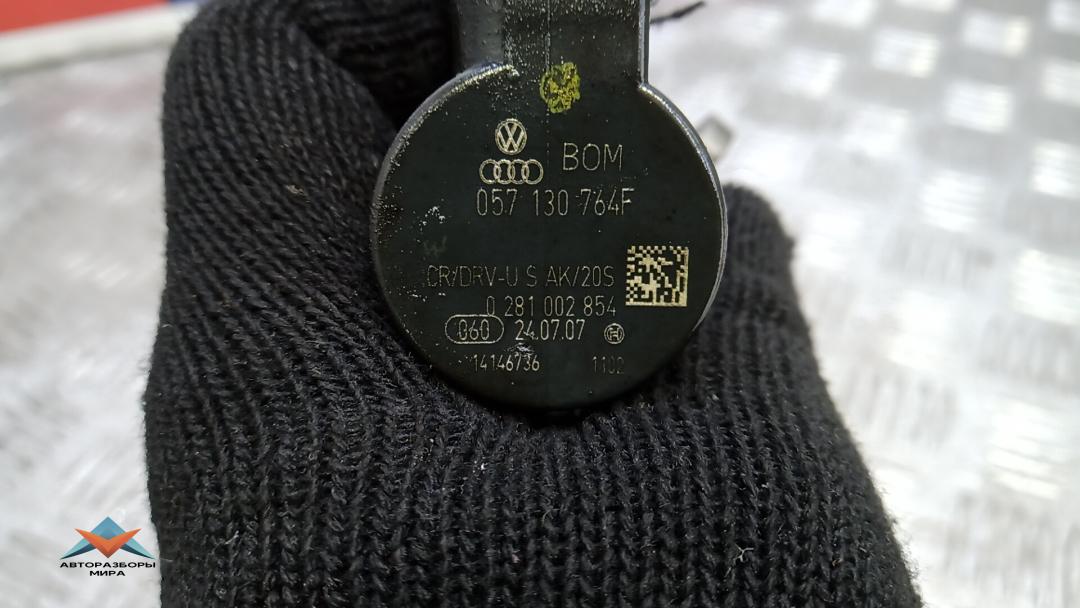 BOM
057 130 764F
CR/DRV-U S AK/20S
0 281 002 854
060 24.07.07
14146736 1102
АВТОРАЗБОРЫ
МИРА